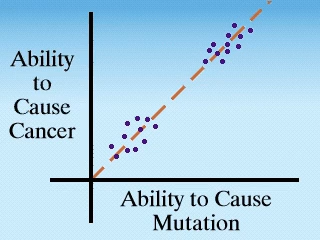 Ability
to
Cause
Cancer
Ability to Cause
Mutation